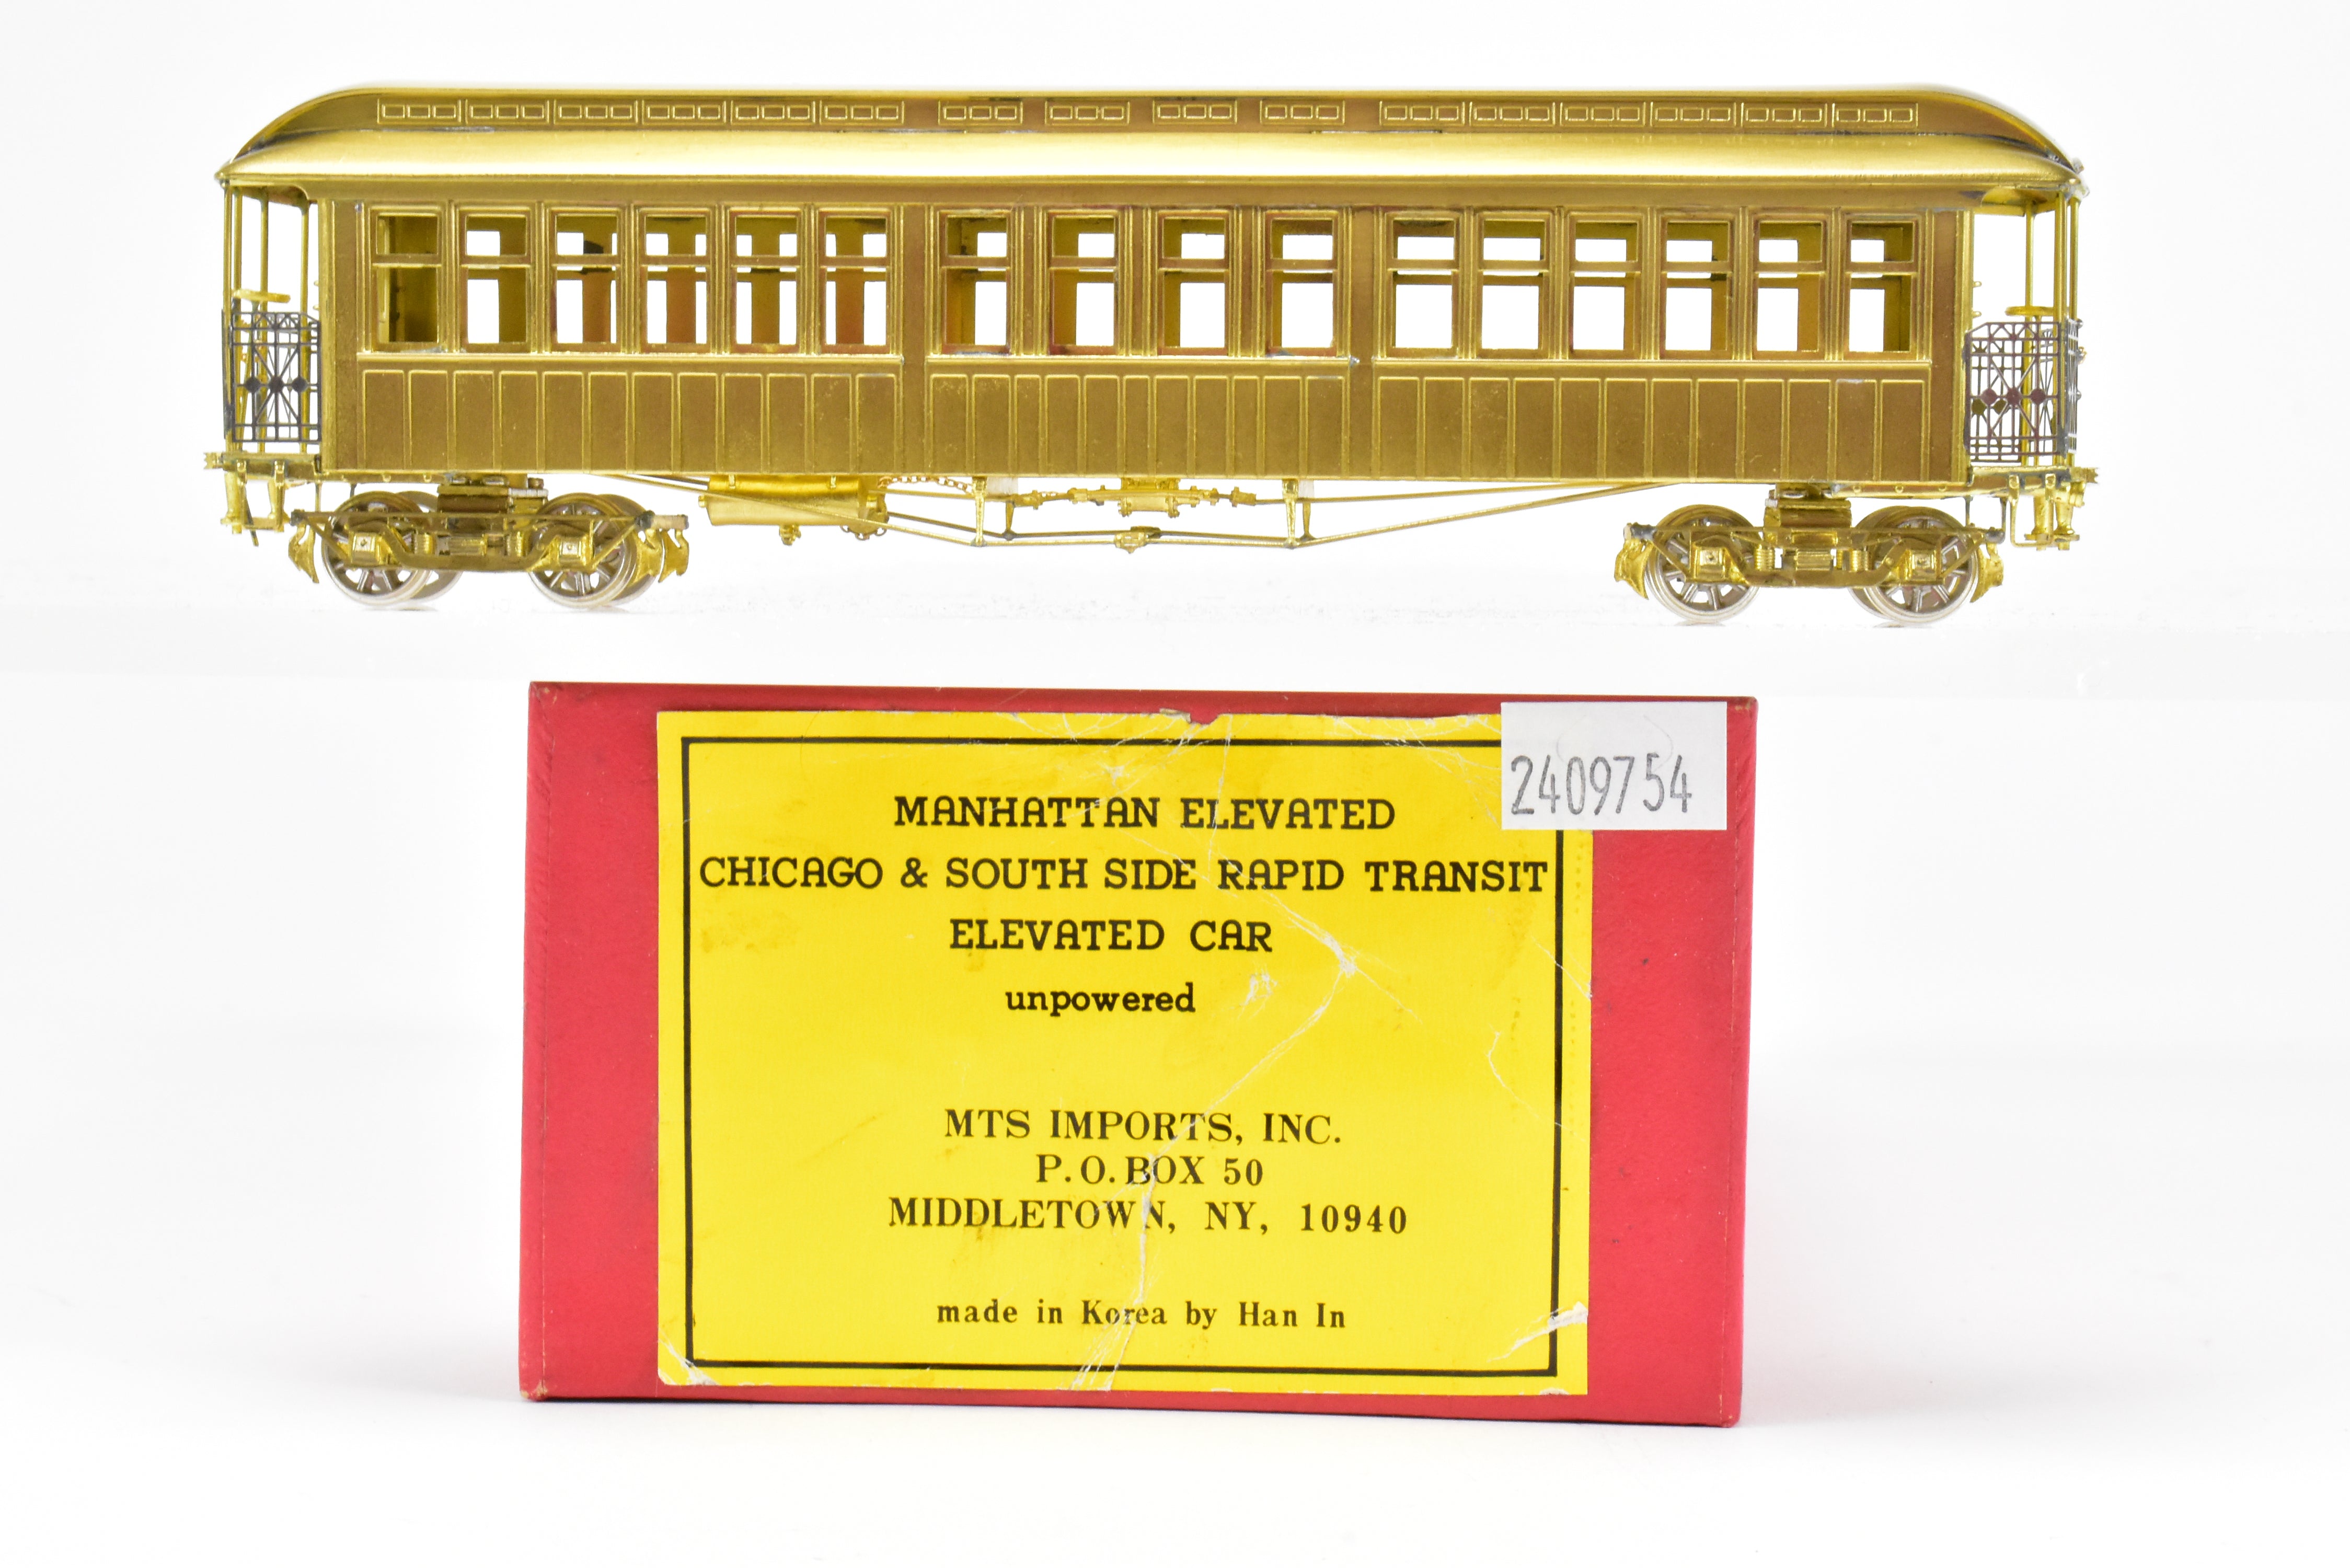 2409754
MANHATTAN ELEVATED
CHICAGO & SOUTH SIDE RAPID TRANSIT
ELEVATED CAR
unpowered
MTS IMPORTS, INC.
P.O.BOX 50
MIDDLETOWN, NY, 10940
made in Korea by Han In